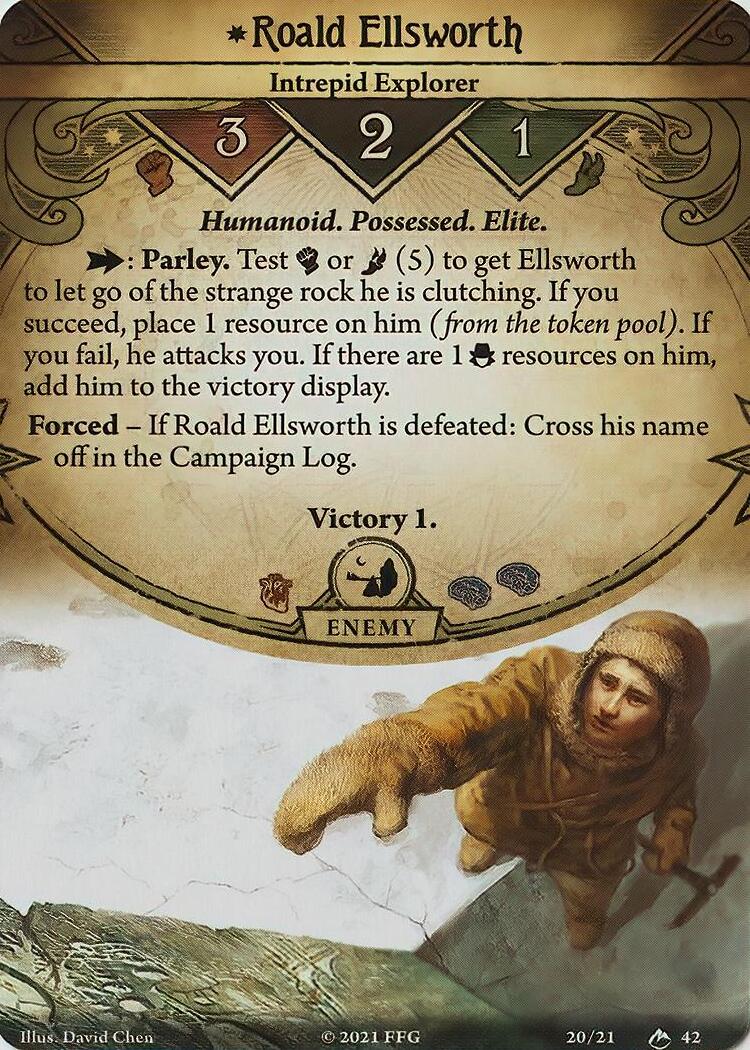 Roald Ellsworth
Intrepid Explorer
3 2 1
Humanoid. Possessed. Elite.
: Parley. Test or (5) to get Ellsworth
to let go of the strange rock he is clutching. If you
succeed, place 1 resource on him (from the token pool). If
you fail, he attacks you. If there are 1 resources on him,
add him to the victory display.
Forced – If Roald Ellsworth is defeated: Cross his name
off in the Campaign Log.
Victory 1.
ENEMY
Illus. David Chen © 2021 FFG 20/21 42